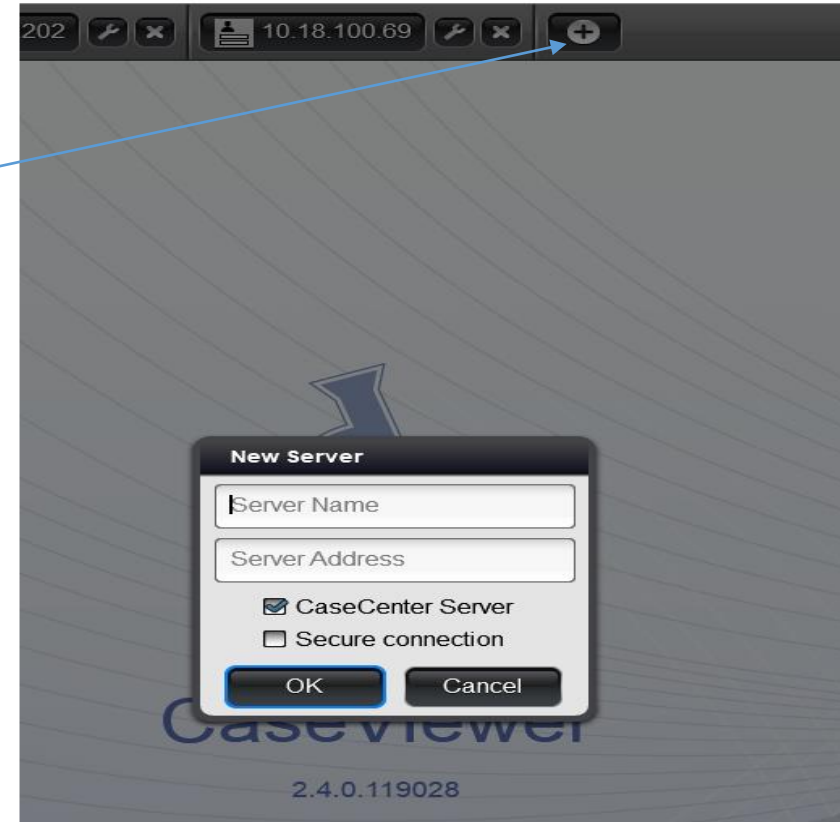 202
10.18.100.69
New Server
Server Name
Server Address
CaseCenter Server
Secure connection
OK Cancel
CaseViewer
2.4.0.119028